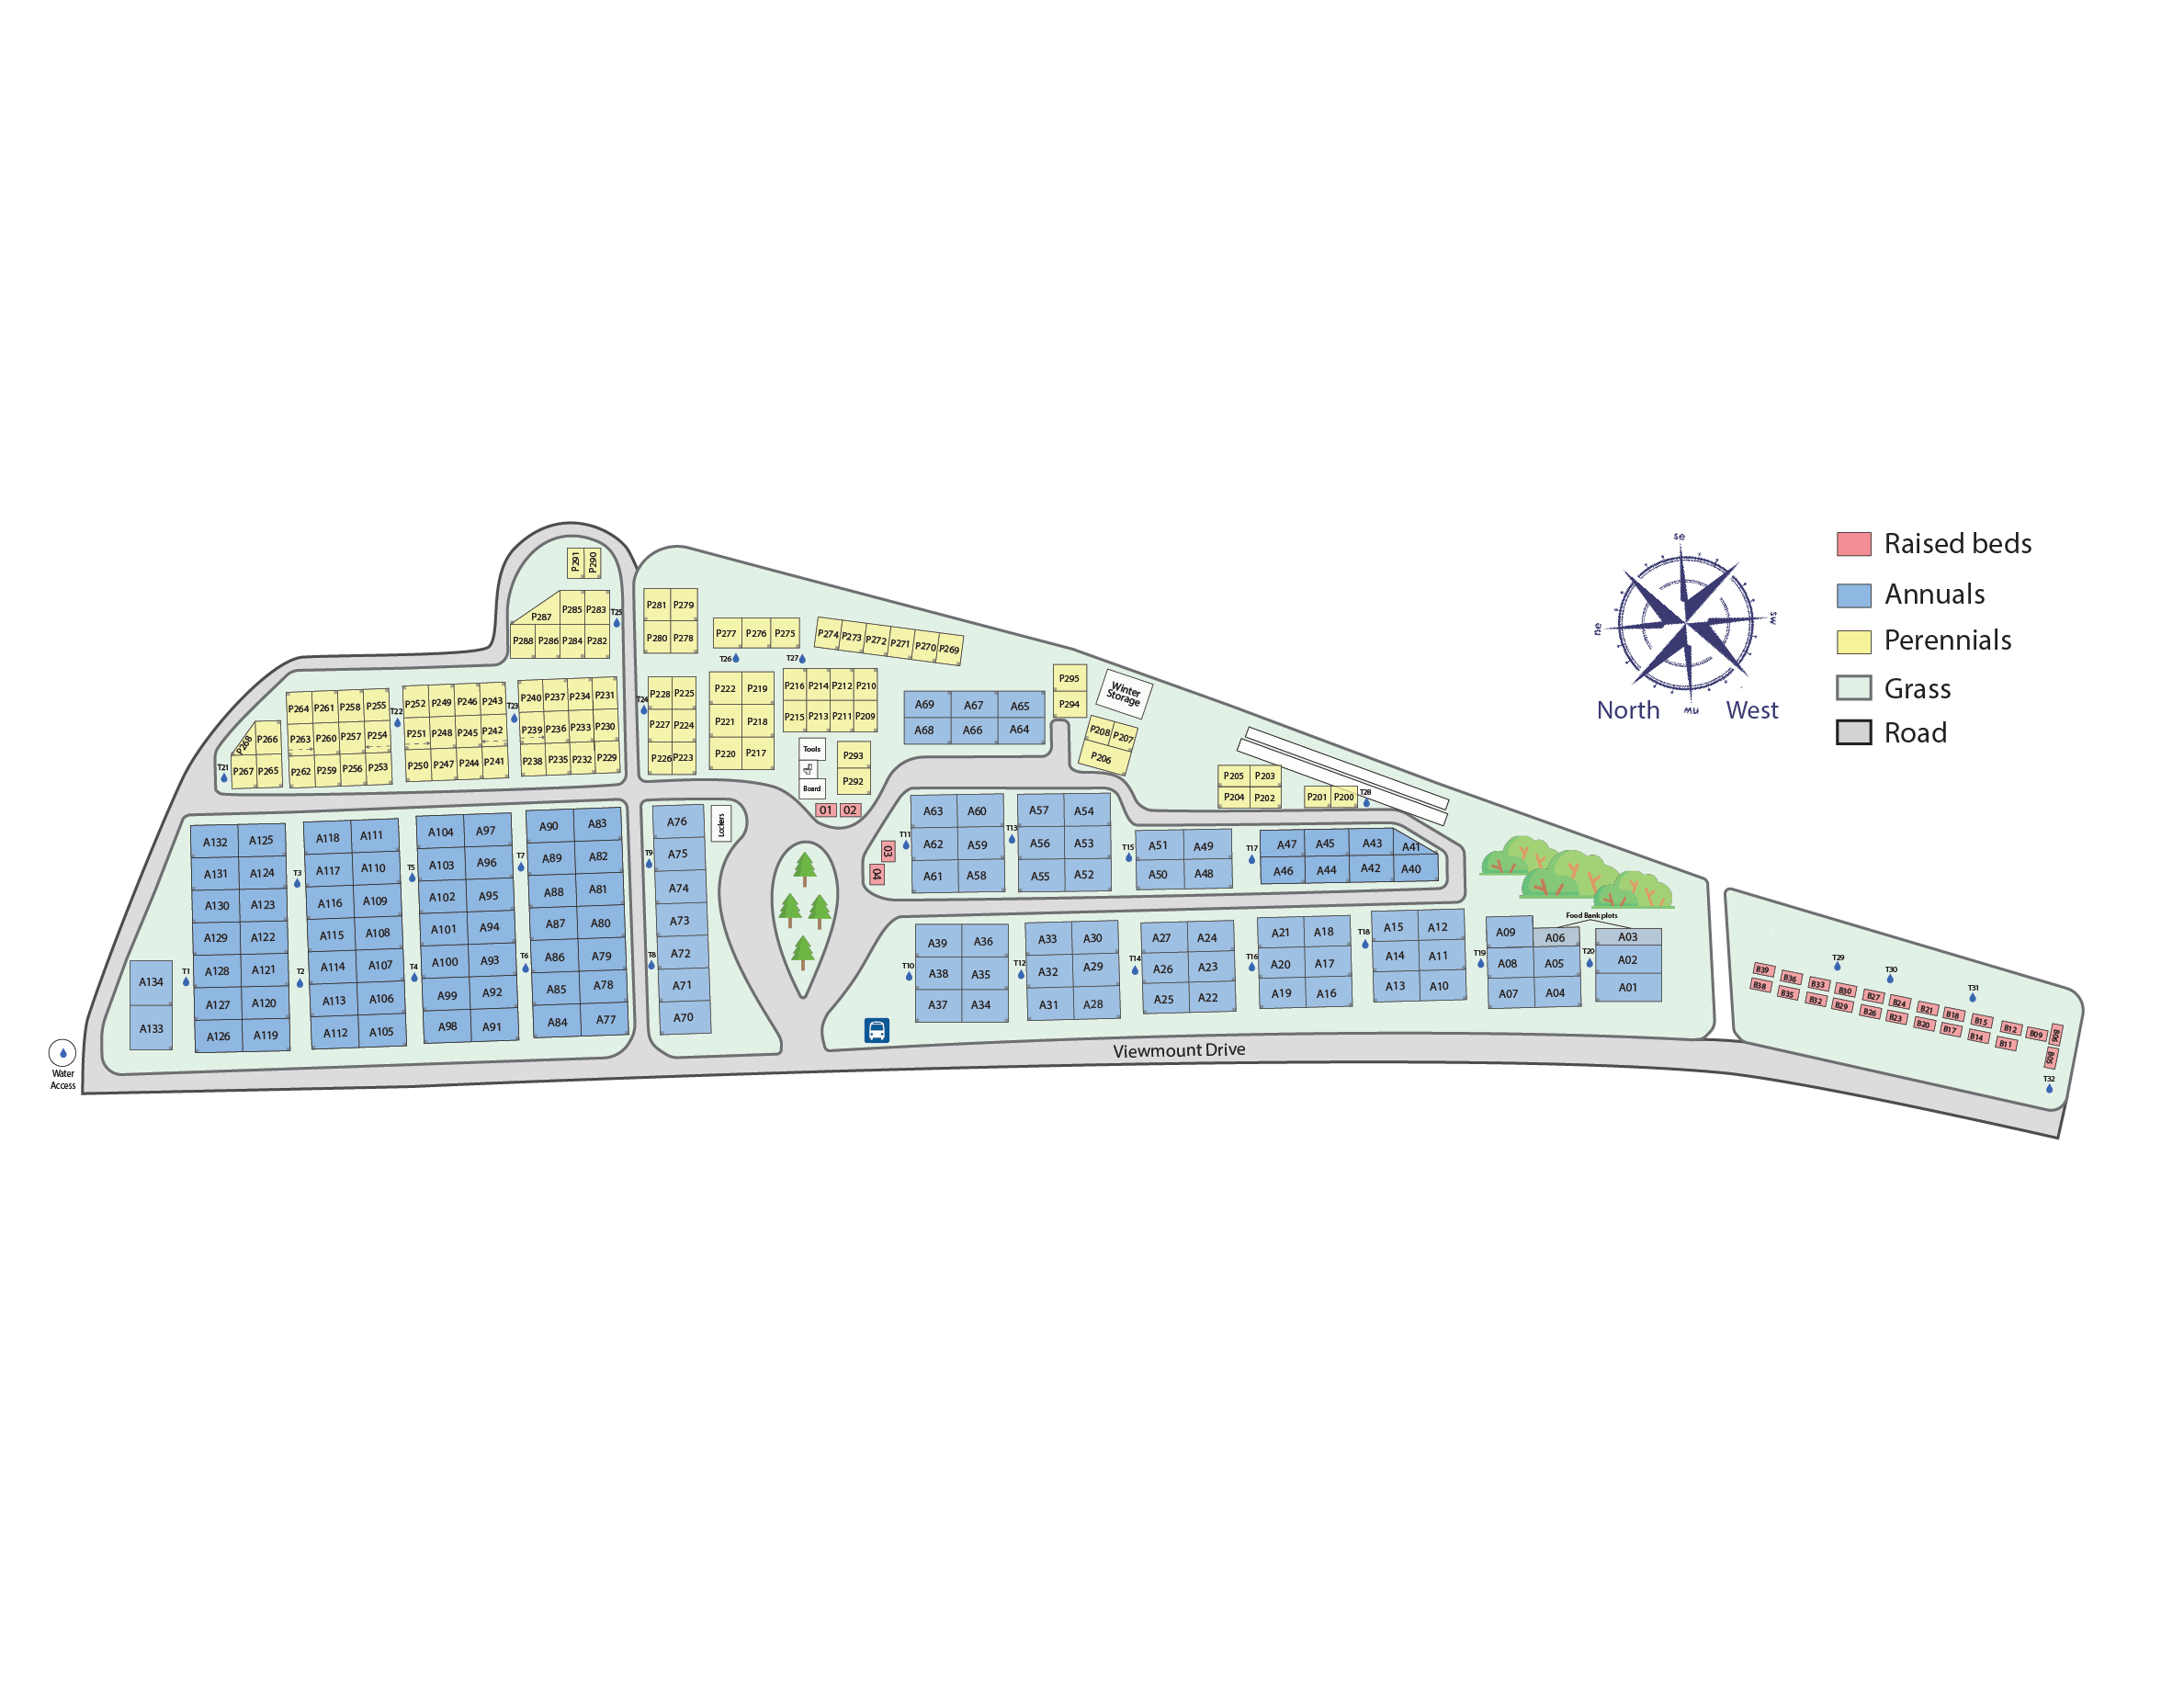 se
ne
sw
nw
North
West
Raised beds
Annuals
Perennials
Grass
Road
P291 P290
P287 P285 P283 T25
P288 P286 P284 P282
P281 P279
P280 P278
P277 P276 P275
T26 T27
P274 P273 P272 P271 P270 P269
P264 P261 P258 P255
P263 P260 P257 P254
P262 P259 P256 P253
P268 P266
P267 P265
T21
T22
P252 P249 P246 P243
P251 P248 P245 P242
P250 P247 P244 P241
T23
P240 P237 P234 P231
P239 P236 P233 P230
P238 P235 P232 P229
T24
P228 P225
P227 P224
P226 P223
P222 P219
P221 P218
P220 P217
P216 P214 P212 P210
P215 P213 P211 P209
Tools
Board
P293
P292
01 02
03
04
A69 A67 A65
A68 A66 A64
P295
P294
Winter
Storage
P208 P207
P206
P205 P203
P204 P202
P201 P200
T28
A132 A125
A131 A124
A130 A123
A129 A122
A128 A121
A127 A120
A126 A119
A134
A133
T1
T3
T2
A118 A111
A117 A110
A116 A109
A115 A108
A114 A107
A113 A106
A112 A105
T5
T4
A104 A97
A103 A96
A102 A95
A101 A94
A100 A93
A99 A92
A98 A91
T7
T6
A90 A83
A89 A82
A88 A81
A87 A80
A86 A79
A85 A78
A84 A77
T9
T8
A76
A75
A74
A73
A72
A71
A70
Lockers
T11
A63 A60
A62 A59
A61 A58
T13
A57 A54
A56 A53
A55 A52
T15
A51 A49
A50 A48
T17
A47 A45 A43 A41
A46 A44 A42 A40
T10
A39 A36
A38 A35
A37 A34
T12
A33 A30
A32 A29
A31 A28
T14
A27 A24
A26 A23
A25 A22
T16
A21 A18
A20 A17
A19 A16
T18
A15 A12
A14 A11
A13 A10
T19
Food Bank plots
A09 A06
A08 A05
A07 A04
T20
A03
A02
A01
Viewmount Drive
Water
Access
T29
T30
T31
B39 B36 B33 B30 B27 B24 B21 B18 B15 B12 B09 B06
B38 B35 B32 B29 B26 B23 B20 B17 B14 B11 B05
T32